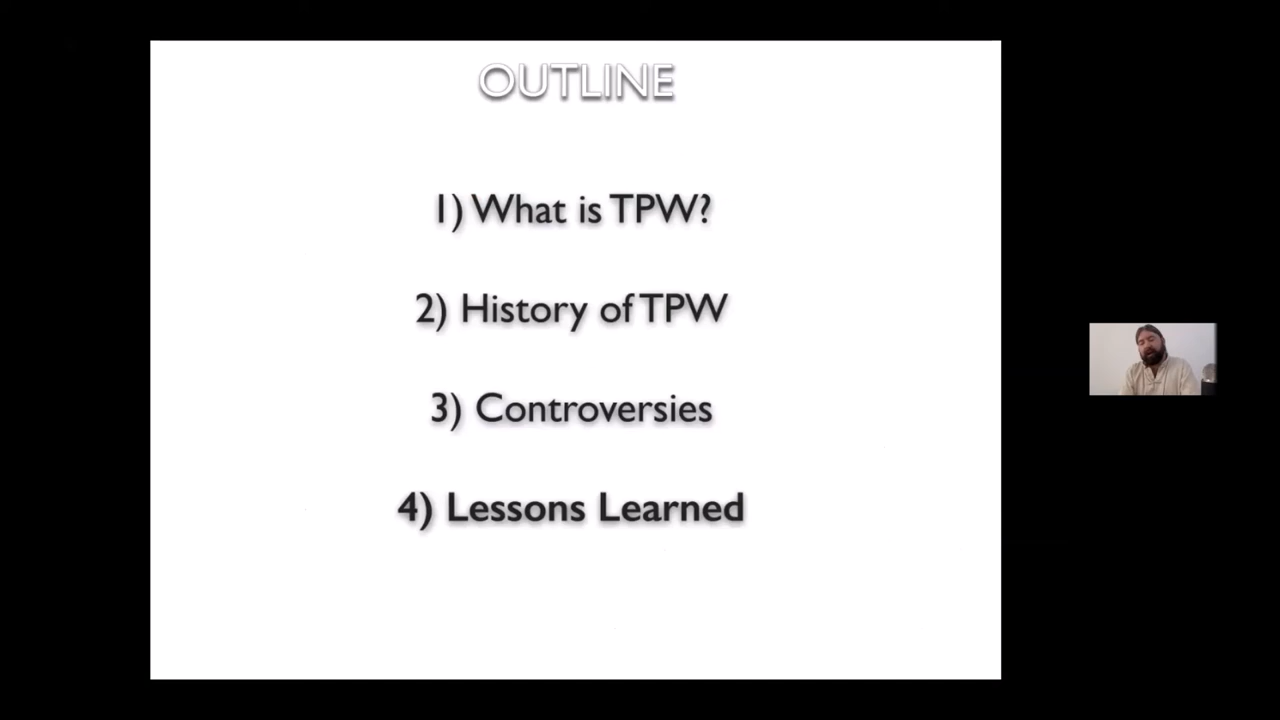 OUTLINE
1) What is TPW?
2) History of TPW
3) Controversies
4) Lessons Learned